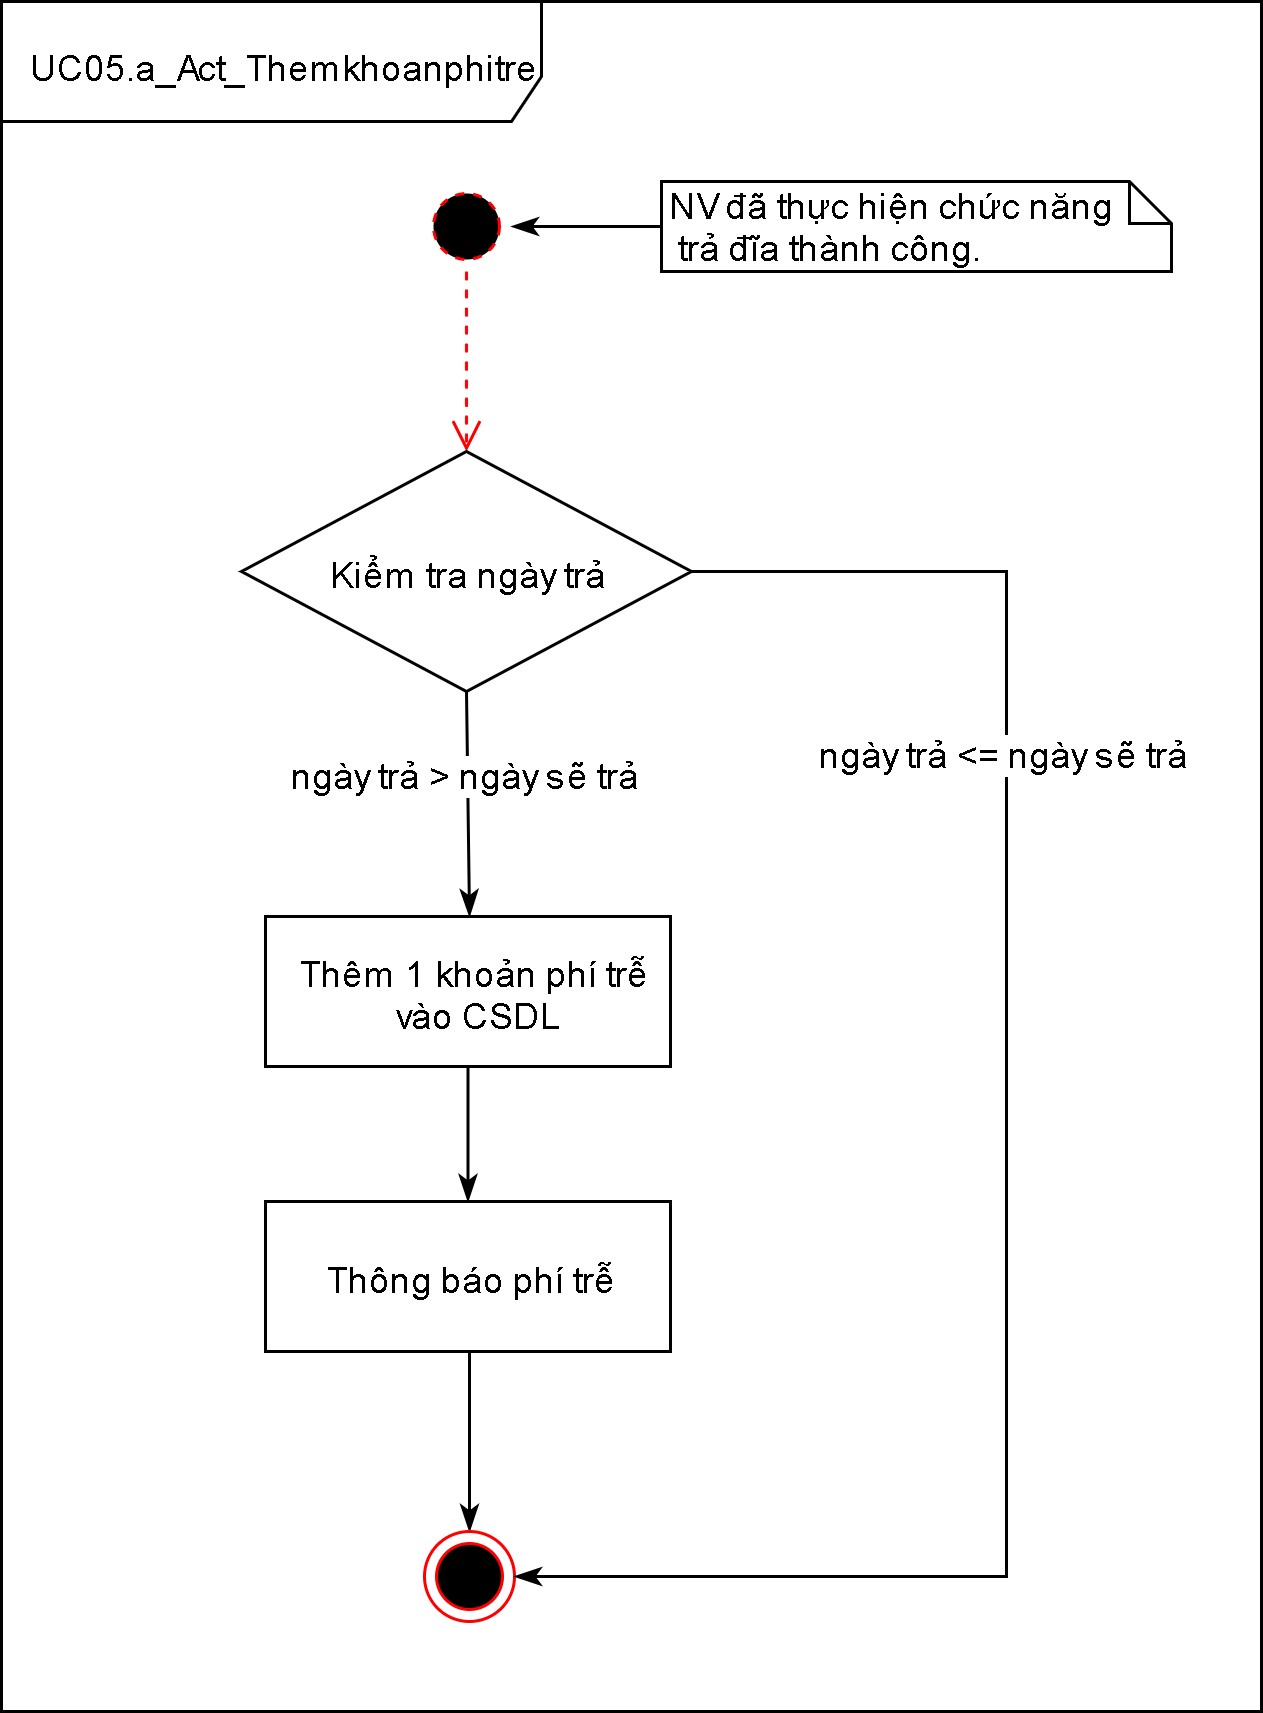 UC05.a_Act_Themkhoanphitre
NV đã thực hiện chức năng
trả đĩa thành công.
Kiểm tra ngày trả
ngày trả <= ngày sẽ trả
ngày trả > ngày sẽ trả
Thêm 1 khoản phí trễ
vào CSDL
Thông báo phí trễ